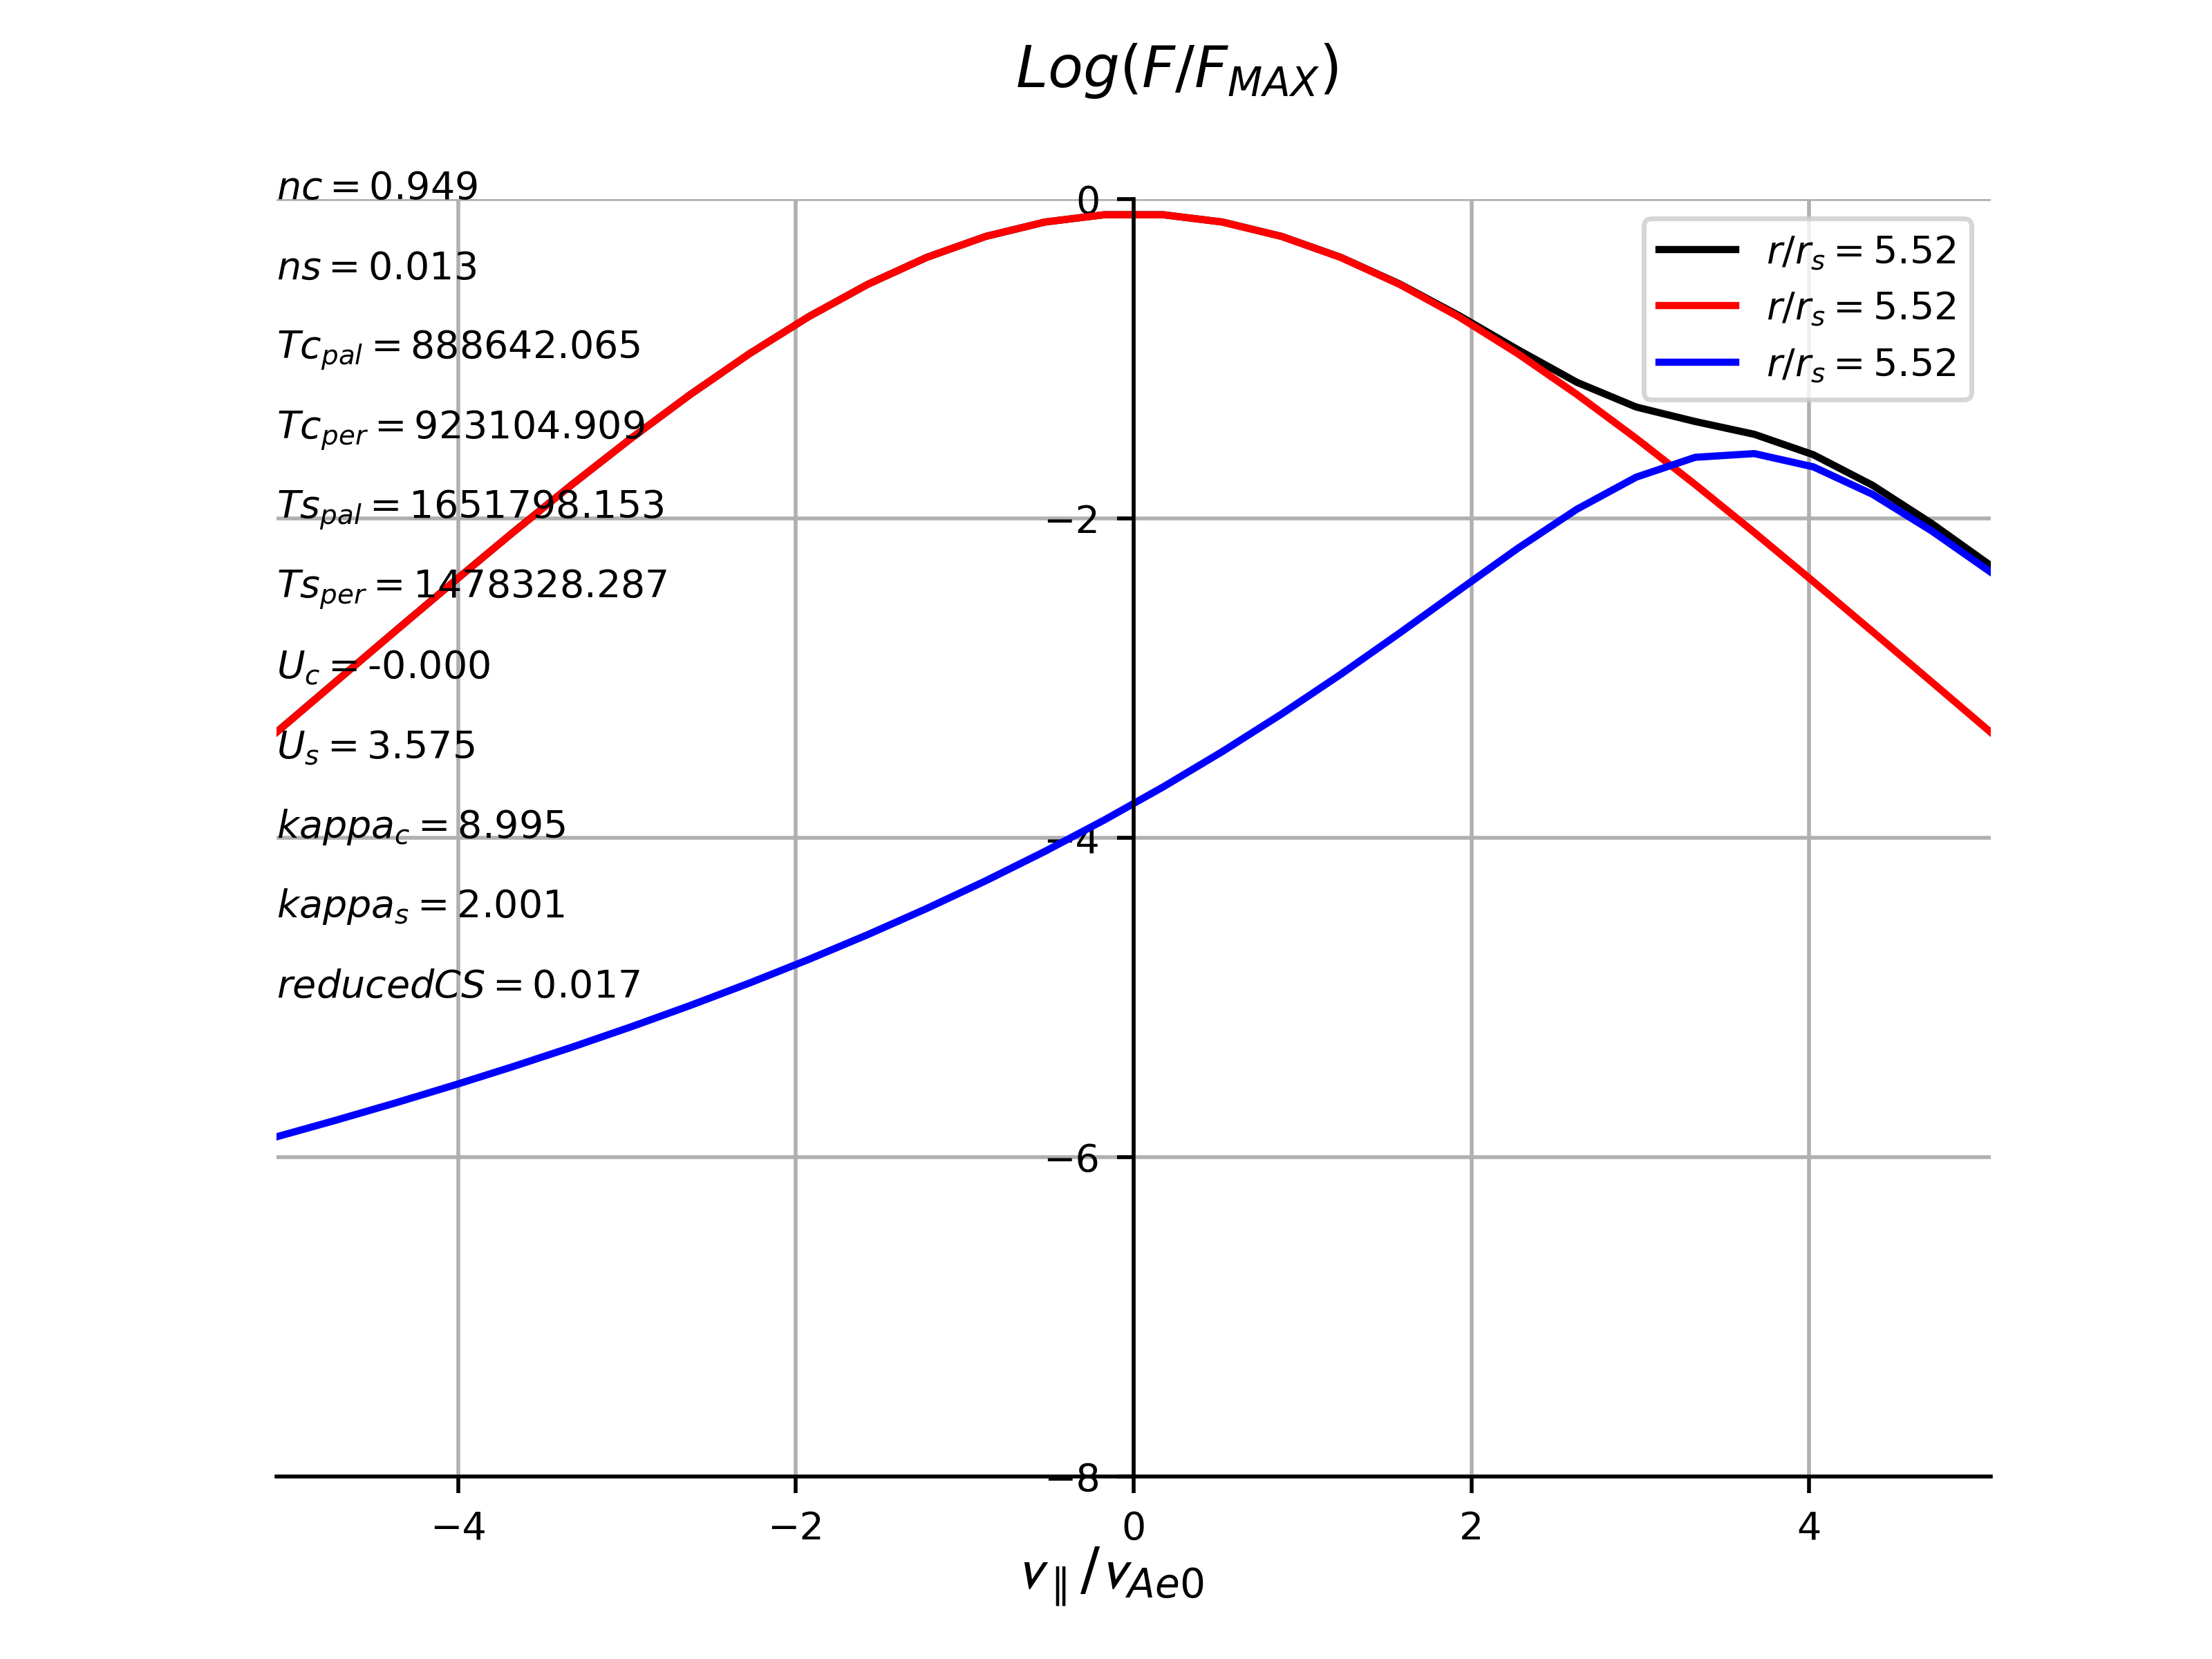 Log(F/F_MAX)
nc = 0.949
ns = 0.013
Tc_pal = 888642.065
Tc_per = 923104.909
Ts_pal = 1651798.153
Ts_per = 1478328.287
U_c = -0.000
U_s = 3.575
kappa_c = 8.995
kappa_s = 2.001
reducedCS = 0.017
0
−2
−4
−6
−8
r/r_s = 5.52
r/r_s = 5.52
r/r_s = 5.52
−4 −2 0 2 4
v_∥/v_Ae0